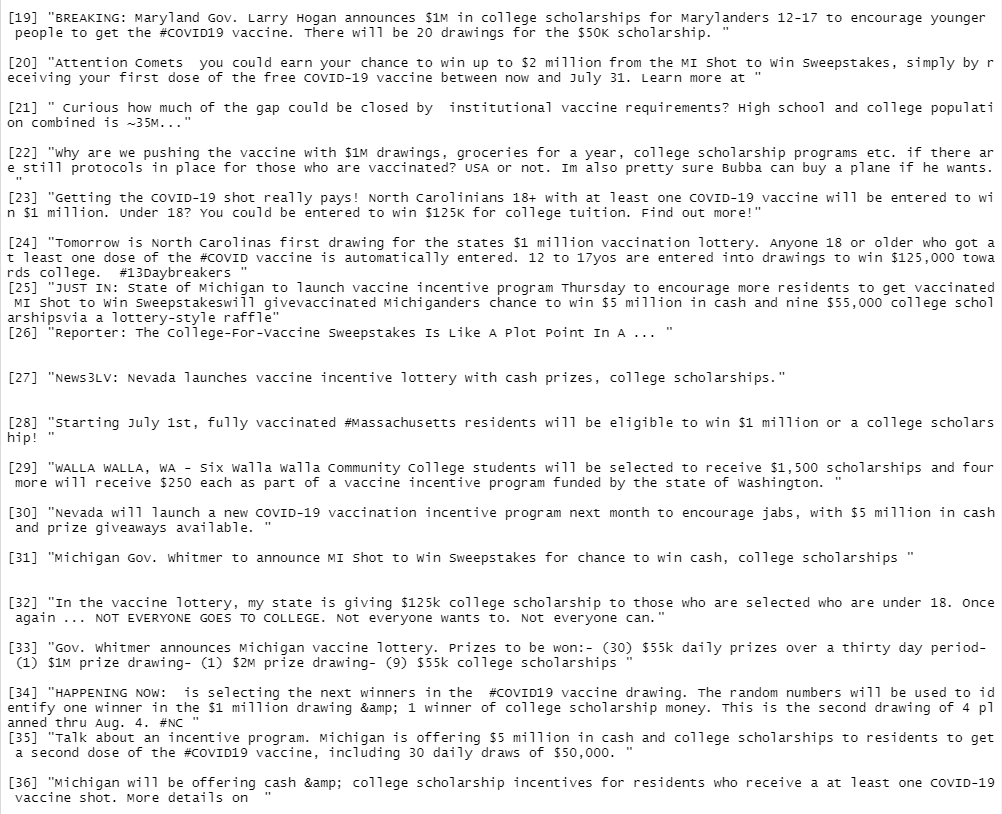 [19] "BREAKING: Maryland Gov. Larry Hogan announces $1M in college scholarships for Marylanders 12-17 to encourage younger
 people to get the #COVID19 vaccine. There will be 20 drawings for the $50K scholarship. "
[20] "Attention Comets  you could earn your chance to win up to $2 million from the MI Shot to Win Sweepstakes, simply by r
eceiving your first dose of the free COVID-19 vaccine between now and July 31. Learn more at "
[21] " Curious how much of the gap could be closed by  institutional vaccine requirements? High school and college populati
on combined is ~35M..."
[22] "Why are we pushing the vaccine with $1M drawings, groceries for a year, college scholarship programs etc. if there ar
e still protocols in place for those who are vaccinated? USA or not. Im also pretty sure Bubba can buy a plane if he wants.
 "
[23] "Getting the COVID-19 shot really pays! North Carolinians 18+ with at least one COVID-19 vaccine will be entered to wi
n $1 million. Under 18? You could be entered to win $125K for college tuition. Find out more!"
[24] "Tomorrow is North Carolinas first drawing for the states $1 million vaccination lottery. Anyone 18 or older who got a
t least one dose of the #COVID vaccine is automatically entered. 12 to 17yos are entered into drawings to win $125,000 towa
rds college.  #13Daybreakers "
[25] "JUST IN: State of Michigan to launch vaccine incentive program Thursday to encourage more residents to get vaccinated
 MI Shot to Win Sweepstakeswill givevaccinated Michiganders chance to win $5 million in cash and nine $55,000 college schol
arshipsvia a lottery-style raffle"
[26] "Reporter: The College-For-Vaccine Sweepstakes Is Like A Plot Point In A ... "
[27] "News3LV: Nevada launches vaccine incentive lottery with cash prizes, college scholarships."
[28] "Starting July 1st, fully vaccinated #Massachusetts residents will be eligible to win $1 million or a college scholars
hip! "
[29] "WALLA WALLA, WA - Six Walla Walla Community College students will be selected to receive $1,500 scholarships and four
 more will receive $250 each as part of a vaccine incentive program funded by the state of Washington. "
[30] "Nevada will launch a new COVID-19 vaccination incentive program next month to encourage jabs, with $5 million in cash
 and prize giveaways available. "
[31] "Michigan Gov. Whitmer to announce MI Shot to Win Sweepstakes for chance to win cash, college scholarships "
[32] "In the vaccine lottery, my state is giving $125k college scholarship to those who are selected who are under 18. Once
 again ... NOT EVERYONE GOES TO COLLEGE. Not everyone wants to. Not everyone can."
[33] "Gov. Whitmer announces Michigan vaccine lottery. Prizes to be won:- (30) $55k daily prizes over a thirty day period-
 (1) $1M prize drawing- (1) $2M prize drawing- (9) $55k college scholarships "
[34] "HAPPENING NOW:  is selecting the next winners in the  #COVID19 vaccine drawing. The random numbers will be used to id
entify one winner in the $1 million drawing &amp; 1 winner of college scholarship money. This is the second drawing of 4 pl
anned thru Aug. 4. #NC "
[35] "Talk about an incentive program. Michigan is offering $5 million in cash and college scholarships to residents to get
 a second dose of the #COVID19 vaccine, including 30 daily draws of $50,000. "
[36] "Michigan will be offering cash &amp; college scholarship incentives for residents who receive a at least one COVID-19
 vaccine shot. More details on  "